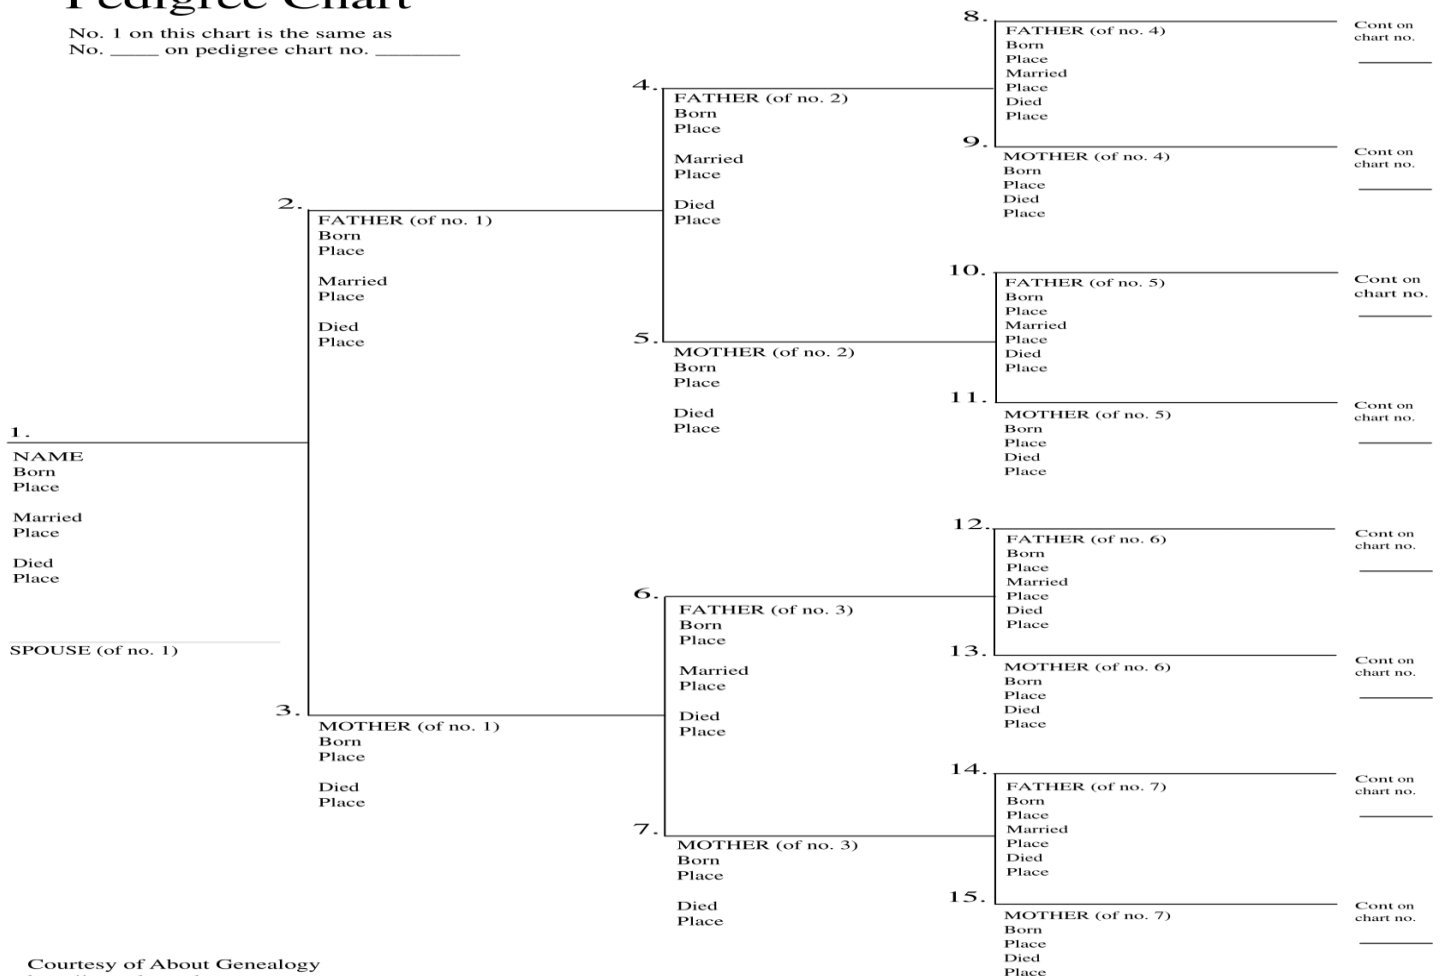 Pedigree Chart
No. 1 on this chart is the same as
No. _____ on pedigree chart no. ________
1.
NAME
Born
Place
Married
Place
Died
Place
SPOUSE (of no. 1)
2.
FATHER (of no. 1)
Born
Place
Married
Place
Died
Place
3.
MOTHER (of no. 1)
Born
Place
Died
Place
4.
FATHER (of no. 2)
Born
Place
Married
Place
Died
Place
5.
MOTHER (of no. 2)
Born
Place
Died
Place
6.
FATHER (of no. 3)
Born
Place
Married
Place
Died
Place
7.
MOTHER (of no. 3)
Born
Place
Died
Place
8.
FATHER (of no. 4)
Born
Place
Married
Place
Died
Place
Cont on
chart no.
9.
MOTHER (of no. 4)
Born
Place
Died
Place
Cont on
chart no.
10.
FATHER (of no. 5)
Born
Place
Married
Place
Died
Place
Cont on
chart no.
11.
MOTHER (of no. 5)
Born
Place
Died
Place
Cont on
chart no.
12.
FATHER (of no. 6)
Born
Place
Married
Place
Died
Place
Cont on
chart no.
13.
MOTHER (of no. 6)
Born
Place
Died
Place
Cont on
chart no.
14.
FATHER (of no. 7)
Born
Place
Married
Place
Died
Place
Cont on
chart no.
15.
MOTHER (of no. 7)
Born
Place
Died
Place
Cont on
chart no.
Courtesy of About Genealogy